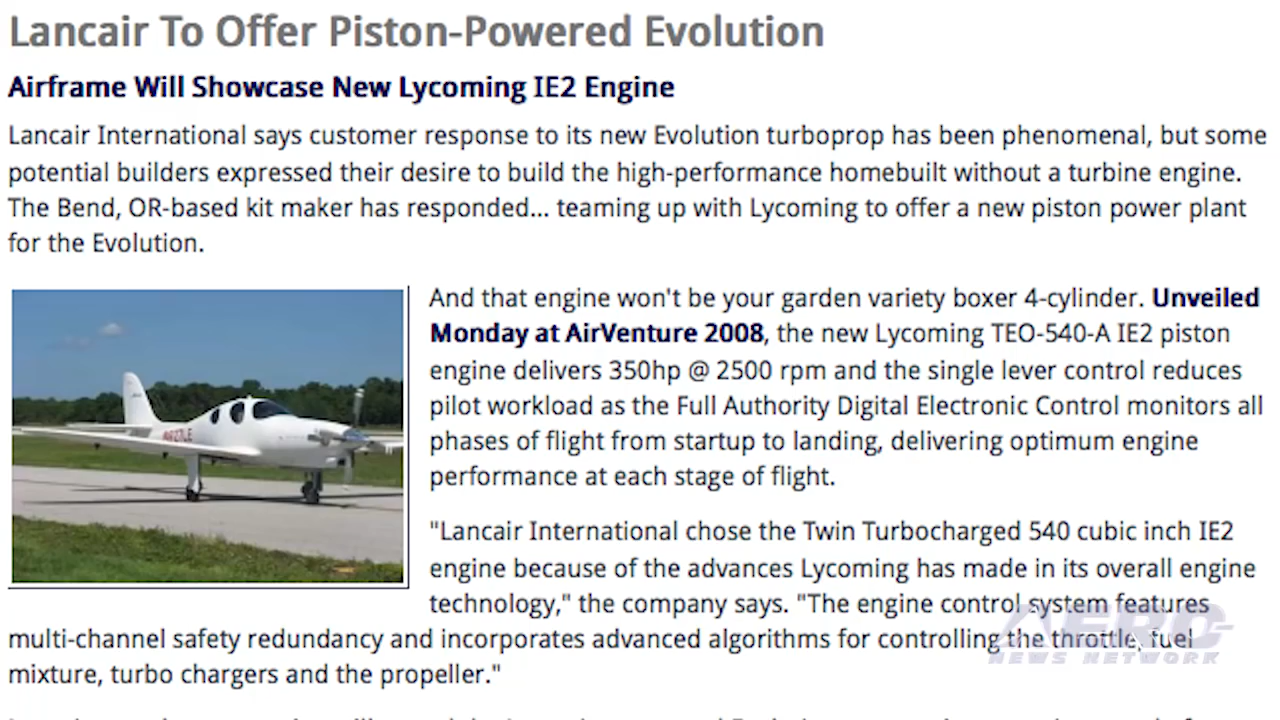 Lancair To Offer Piston-Powered Evolution
Airframe Will Showcase New Lycoming IE2 Engine
Lancair International says customer response to its new Evolution turboprop has been phenomenal, but some
potential builders expressed their desire to build the high-performance homebuilt without a turbine engine.
The Bend, OR-based kit maker has responded... teaming up with Lycoming to offer a new piston power plant
for the Evolution.
And that engine won't be your garden variety boxer 4-cylinder. Unveiled
Monday at AirVenture 2008, the new Lycoming TEO-540-A IE2 piston
engine delivers 350hp @ 2500 rpm and the single lever control reduces
pilot workload as the Full Authority Digital Electronic Control monitors all
phases of flight from startup to landing, delivering optimum engine
performance at each stage of flight.
"Lancair International chose the Twin Turbocharged 540 cubic inch IE2
engine because of the advances Lycoming has made in its overall engine
technology," the company says. "The engine control system features
multi-channel safety redundancy and incorporates advanced algorithms for controlling the throttle, fuel
mixture, turbo chargers and the propeller."
AERO
NEWS NETWORK